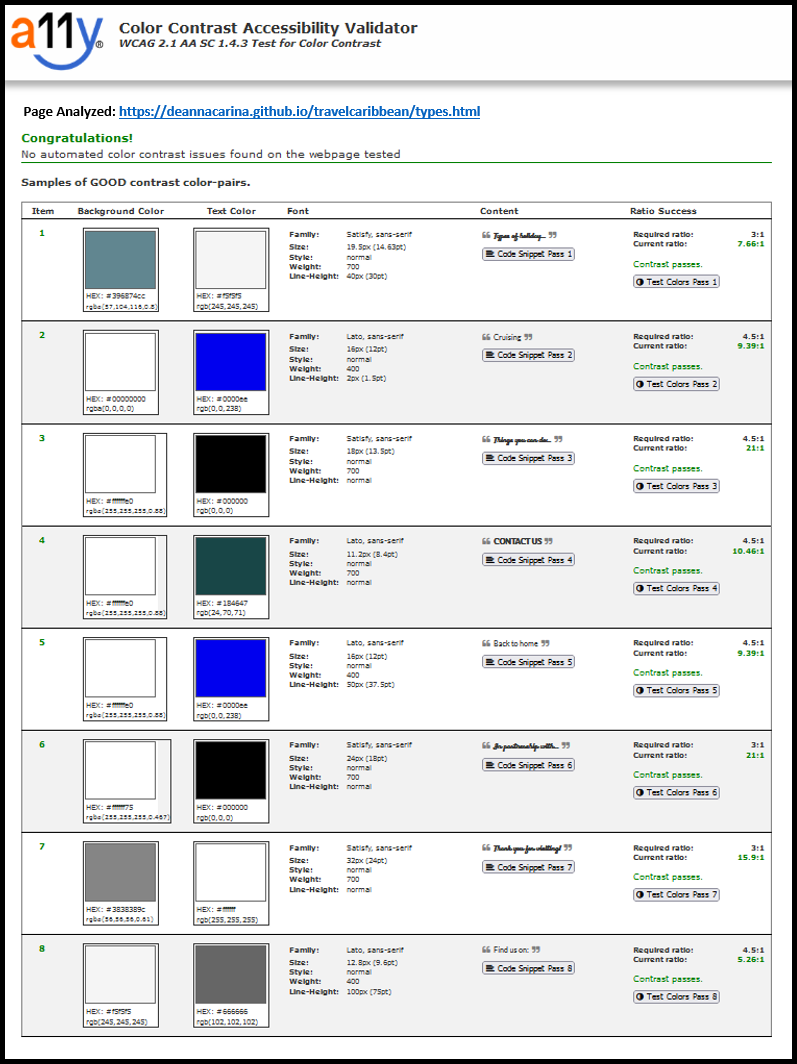 a11y®
Color Contrast Accessibility Validator
WCAG 2.1 AA SC 1.4.3 Test for Color Contrast
Page Analyzed: https://deannacarina.github.io/travelcaribbean/types.html
Congratulations!
No automated color contrast issues found on the webpage tested
Samples of GOOD contrast color-pairs.
Item Background Color Text Color Font Content Ratio Success
1
HEX: #396874cc
rgba(57,104,116,0.8)
HEX: #f5f5f5
rgb(245,245,245)
Family: Satisfy, sans-serif
Size: 19.5px (14.63pt)
Style: normal
Weight: 700
Line-Height: 40px (30pt)
Types of holiday...
Code Snippet Pass 1
Required ratio: 3:1
Current ratio: 7.66:1
Contrast passes.
Test Colors Pass 1
2
HEX: #00000000
rgba(0,0,0,0)
HEX: #0000ee
rgb(0,0,238)
Family: Lato, sans-serif
Size: 16px (12pt)
Style: normal
Weight: 400
Line-Height: 2px (1.5pt)
Cruising
Code Snippet Pass 2
Required ratio: 4.5:1
Current ratio: 9.39:1
Contrast passes.
Test Colors Pass 2
3
HEX: #ffffffe0
rgba(255,255,255,0.88)
HEX: #000000
rgb(0,0,0)
Family: Satisfy, sans-serif
Size: 18px (13.5pt)
Style: normal
Weight: 700
Line-Height: normal
Things you can do...
Code Snippet Pass 3
Required ratio: 4.5:1
Current ratio: 21:1
Contrast passes.
Test Colors Pass 3
4
HEX: #ffffffe0
rgba(255,255,255,0.88)
HEX: #184647
rgb(24,70,71)
Family: Lato, sans-serif
Size: 11.2px (8.4pt)
Style: normal
Weight: 700
Line-Height: normal
CONTACT US
Code Snippet Pass 4
Required ratio: 4.5:1
Current ratio: 10.46:1
Contrast passes.
Test Colors Pass 4
5
HEX: #ffffffe0
rgba(255,255,255,0.88)
HEX: #0000ee
rgb(0,0,238)
Family: Lato, sans-serif
Size: 16px (12pt)
Style: normal
Weight: 400
Line-Height: 50px (37.5pt)
Back to home
Code Snippet Pass 5
Required ratio: 4.5:1
Current ratio: 9.39:1
Contrast passes.
Test Colors Pass 5
6
HEX: #ffffff75
rgba(255,255,255,0.467)
HEX: #000000
rgb(0,0,0)
Family: Satisfy, sans-serif
Size: 24px (18pt)
Style: normal
Weight: 700
Line-Height: normal
In partnership with...
Code Snippet Pass 6
Required ratio: 3:1
Current ratio: 21:1
Contrast passes.
Test Colors Pass 6
7
HEX: #3838389c
rgba(56,56,56,0.61)
HEX: #ffffff
rgb(255,255,255)
Family: Satisfy, sans-serif
Size: 32px (24pt)
Style: normal
Weight: 700
Line-Height: normal
Thank you for visiting!
Code Snippet Pass 7
Required ratio: 3:1
Current ratio: 15.9:1
Contrast passes.
Test Colors Pass 7
8
HEX: #f5f5f5
rgb(245,245,245)
HEX: #666666
rgb(102,102,102)
Family: Lato, sans-serif
Size: 12.8px (9.6pt)
Style: normal
Weight: 400
Line-Height: 100px (75pt)
Find us on:
Code Snippet Pass 8
Required ratio: 4.5:1
Current ratio: 5.26:1
Contrast passes.
Test Colors Pass 8